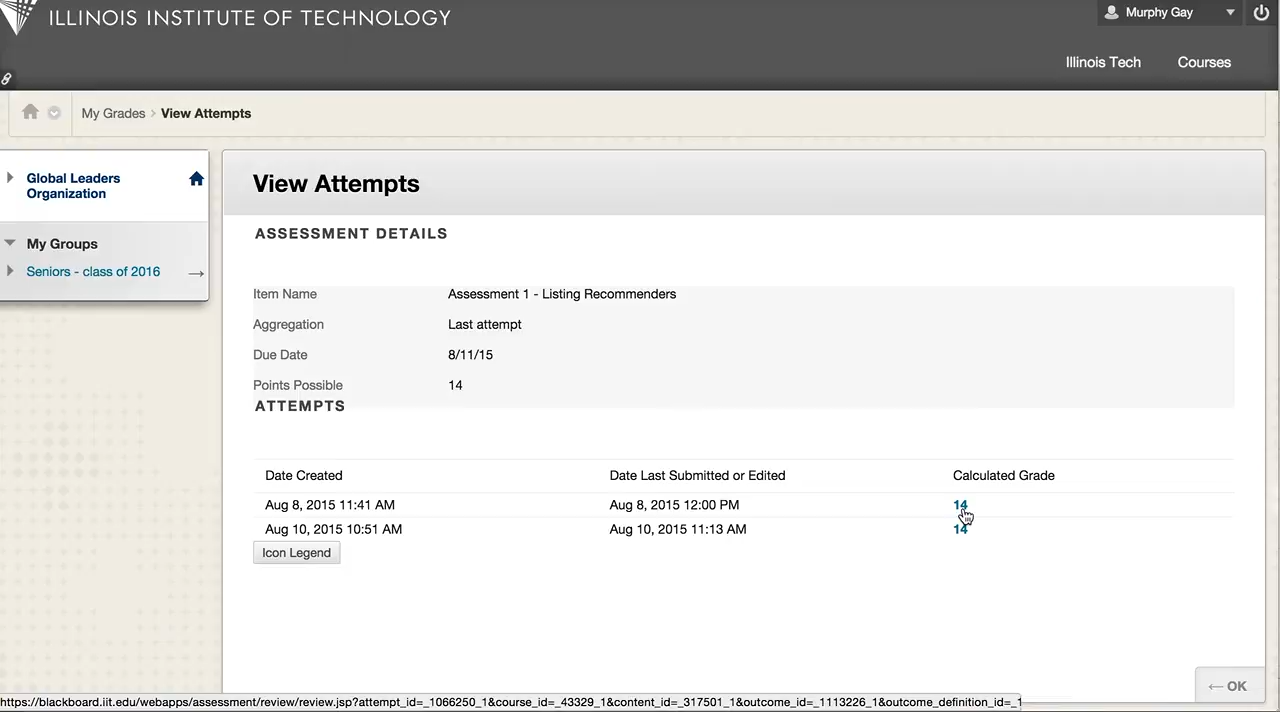 ILLINOIS INSTITUTE OF TECHNOLOGY
Murphy Gay
Illinois Tech Courses
My Grades > View Attempts
Global Leaders
Organization
My Groups
Seniors - class of 2016
View Attempts
ASSESSMENT DETAILS
Item Name Assessment 1 - Listing Recommenders
Aggregation Last attempt
Due Date 8/11/15
Points Possible 14
ATTEMPTS
Date Created Date Last Submitted or Edited Calculated Grade
Aug 8, 2015 11:41 AM Aug 8, 2015 12:00 PM 14
Aug 10, 2015 10:51 AM Aug 10, 2015 11:13 AM 14
Icon Legend
← OK
https://blackboard.iit.edu/webapps/assessment/review/review.jsp?attempt_id=_1066250_1&course_id=_43329_1&content_id=_317501_1&outcome_id=_1113226_1&outcome_definition_id=_1